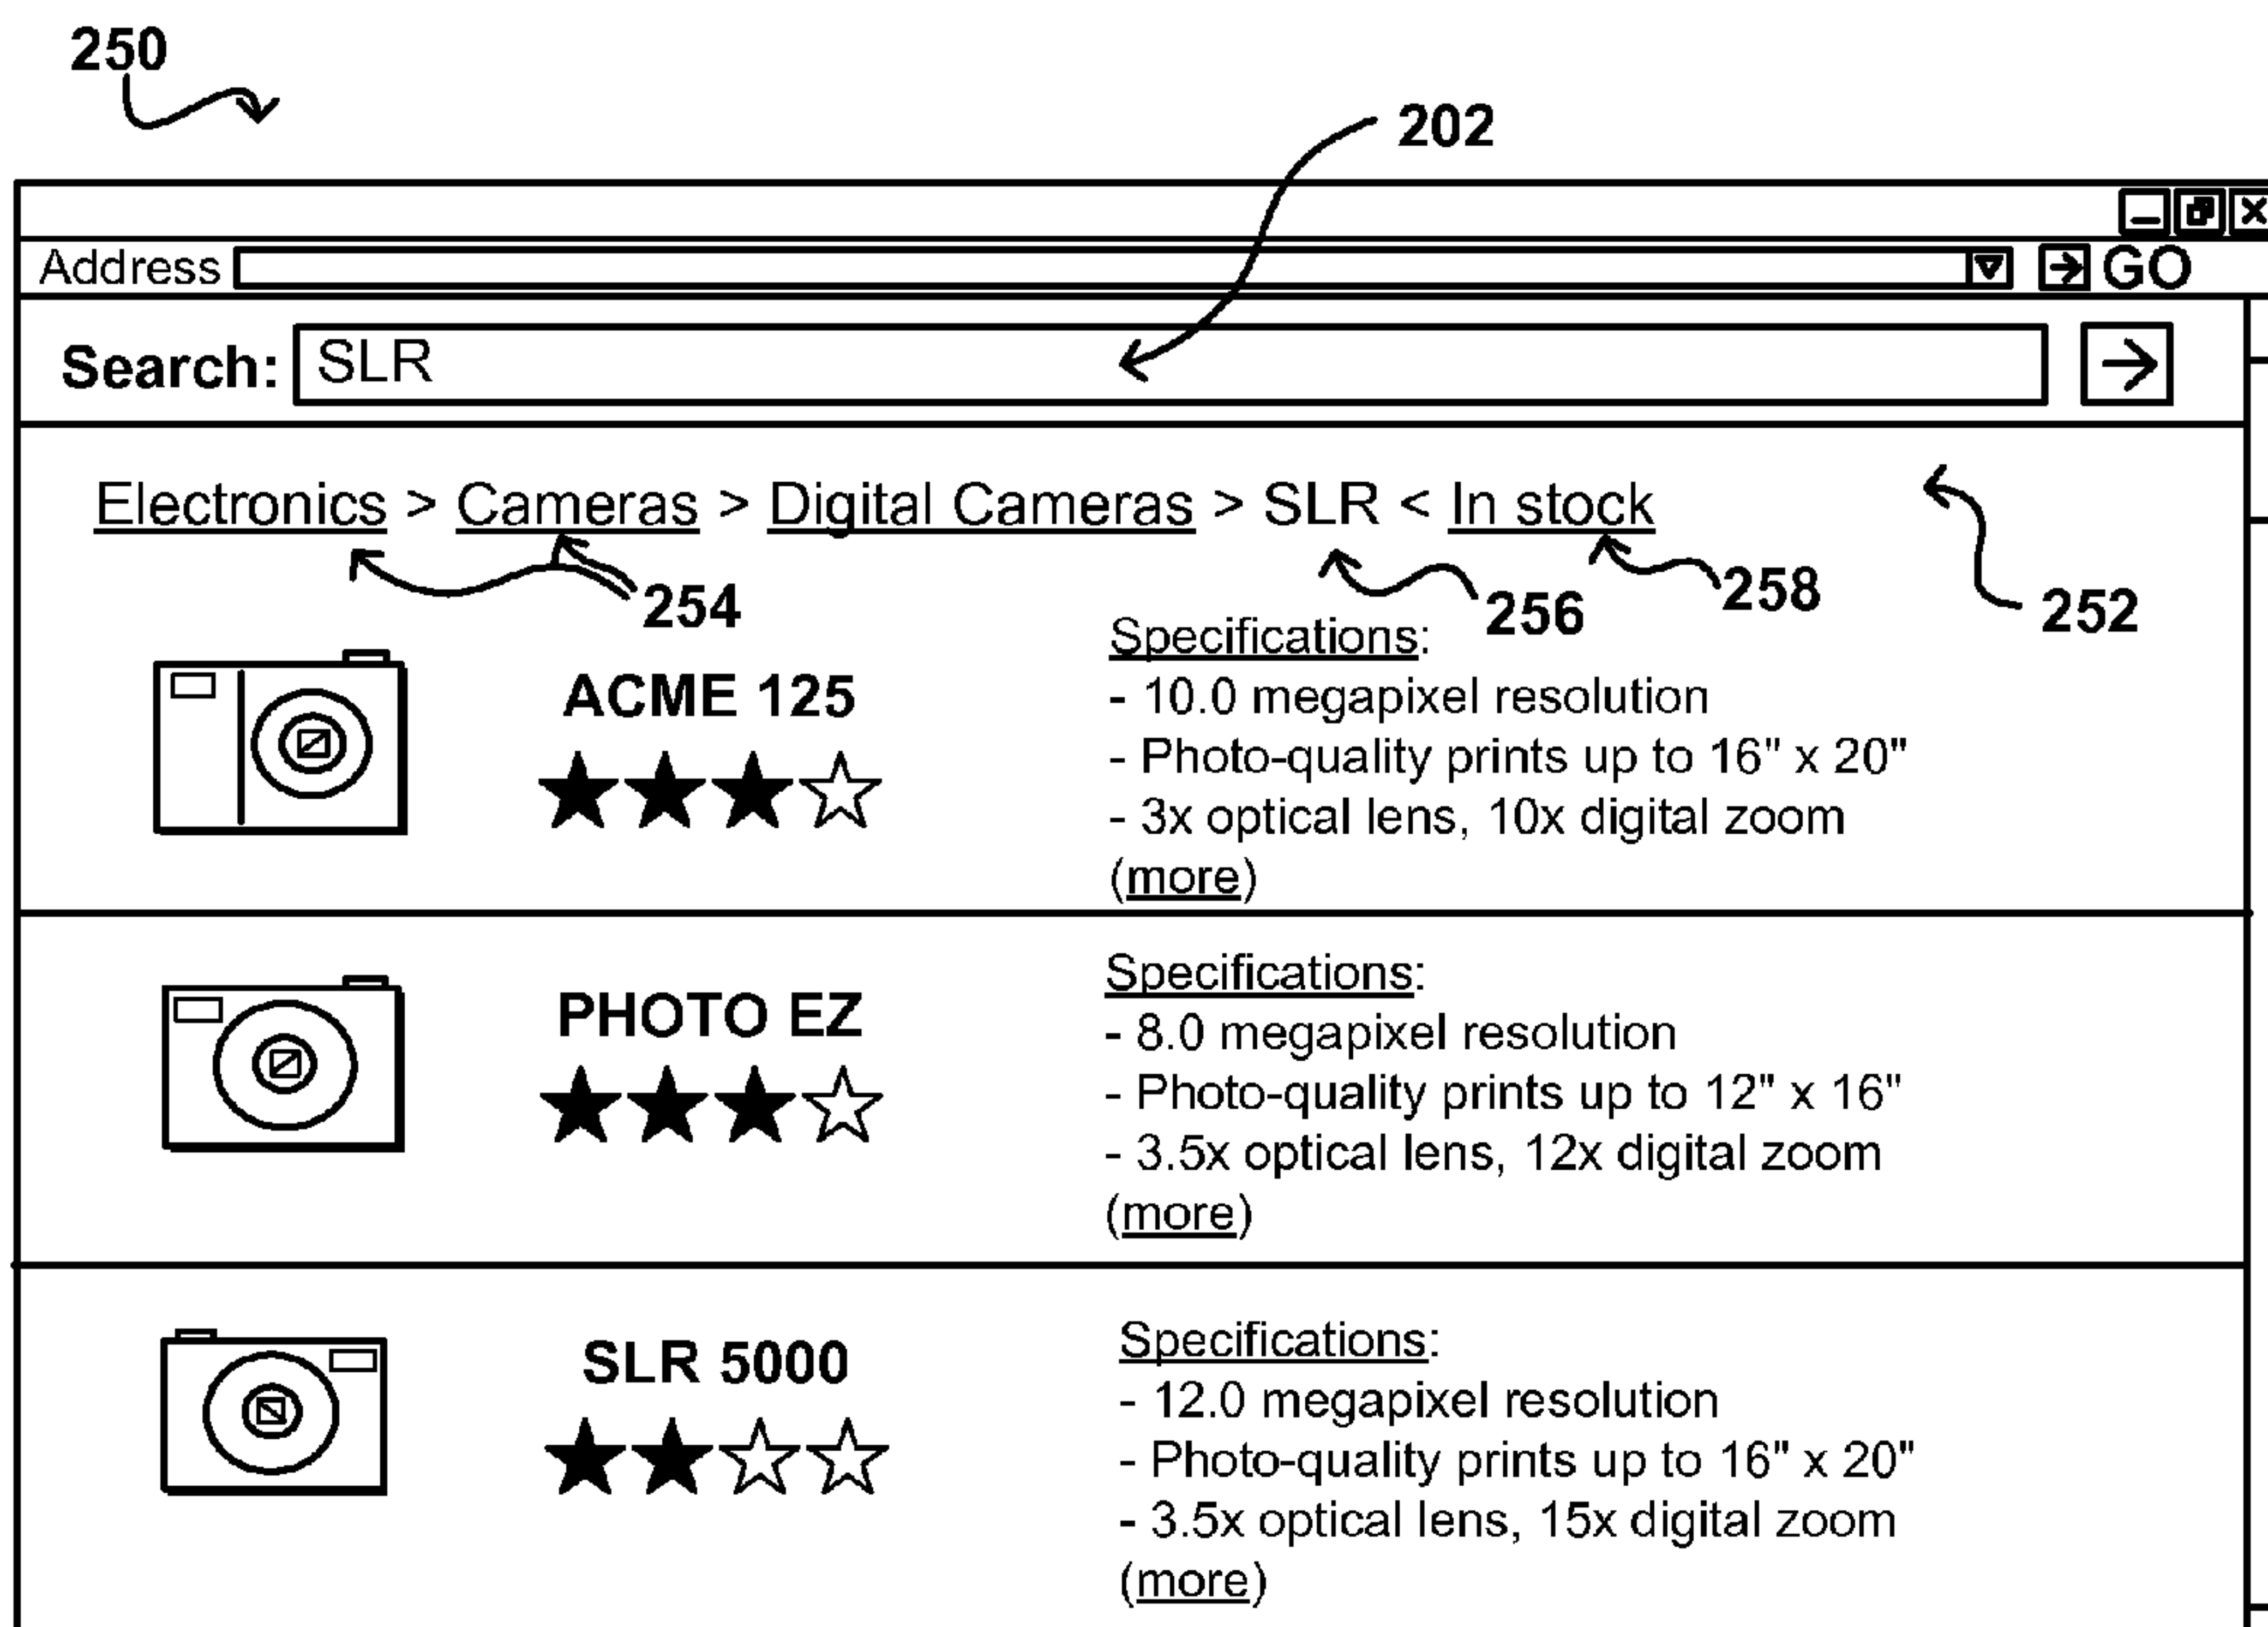 250
202
Address GO
Search: SLR
Electronics > Cameras > Digital Cameras > SLR < In stock
254 256 258 252
ACME 125
Specifications:
- 10.0 megapixel resolution
- Photo-quality prints up to 16" x 20"
- 3x optical lens, 10x digital zoom
(more)
PHOTO EZ
Specifications:
- 8.0 megapixel resolution
- Photo-quality prints up to 12" x 16"
- 3.5x optical lens, 12x digital zoom
(more)
SLR 5000
Specifications:
- 12.0 megapixel resolution
- Photo-quality prints up to 16" x 20"
- 3.5x optical lens, 15x digital zoom
(more)